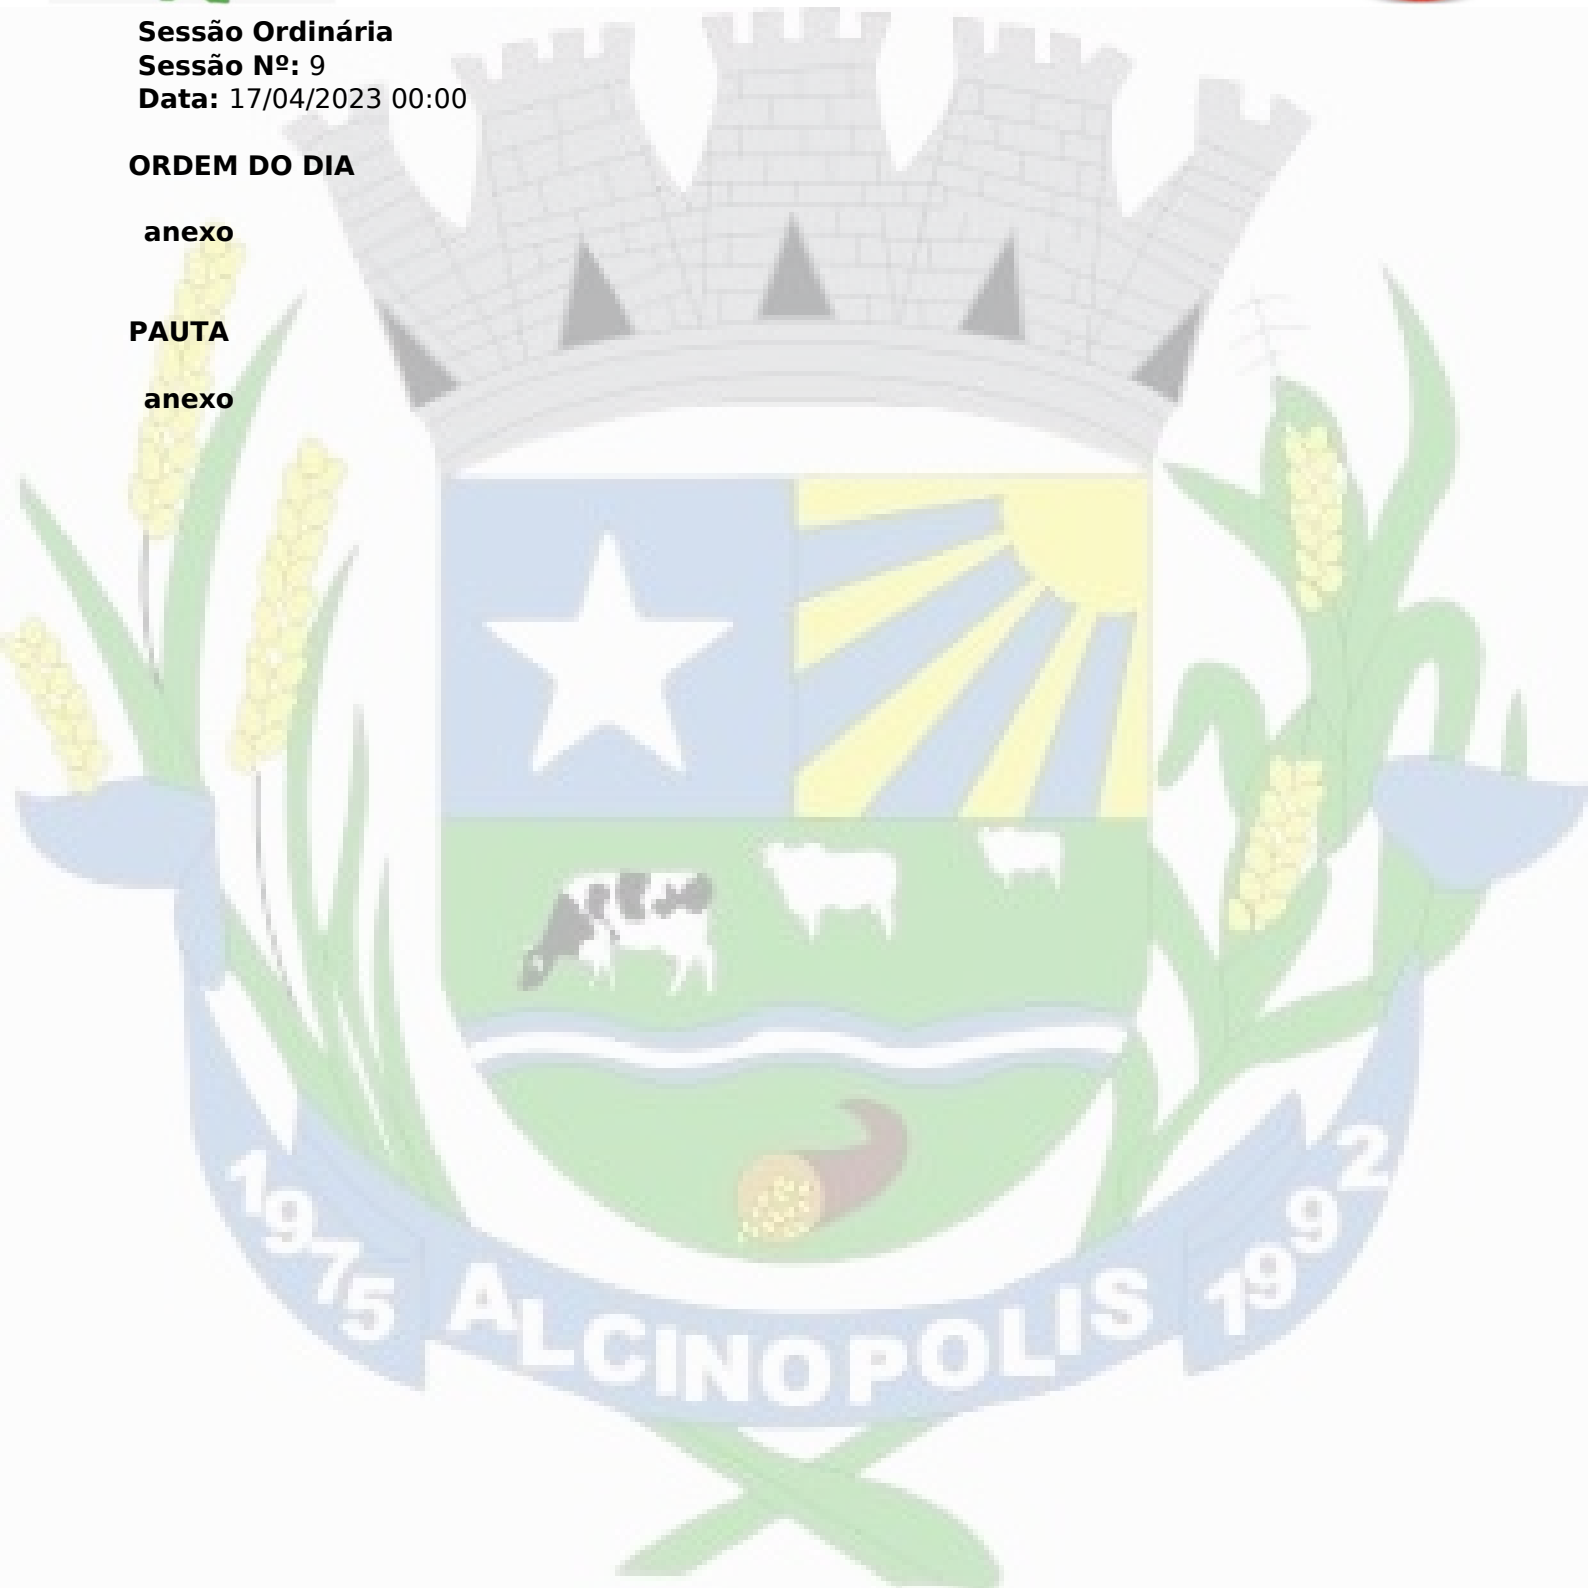 Sessão Ordinária
Sessão Nº: 9
Data: 17/04/2023 00:00
ORDEM DO DIA
anexo
PAUTA
anexo
1975 ALCINOPOLIS 1992